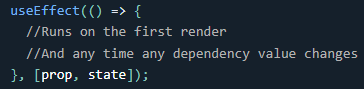 useEffect(() => {
  //Runs on the first render
  //And any time any dependency value changes
}, [prop, state]);